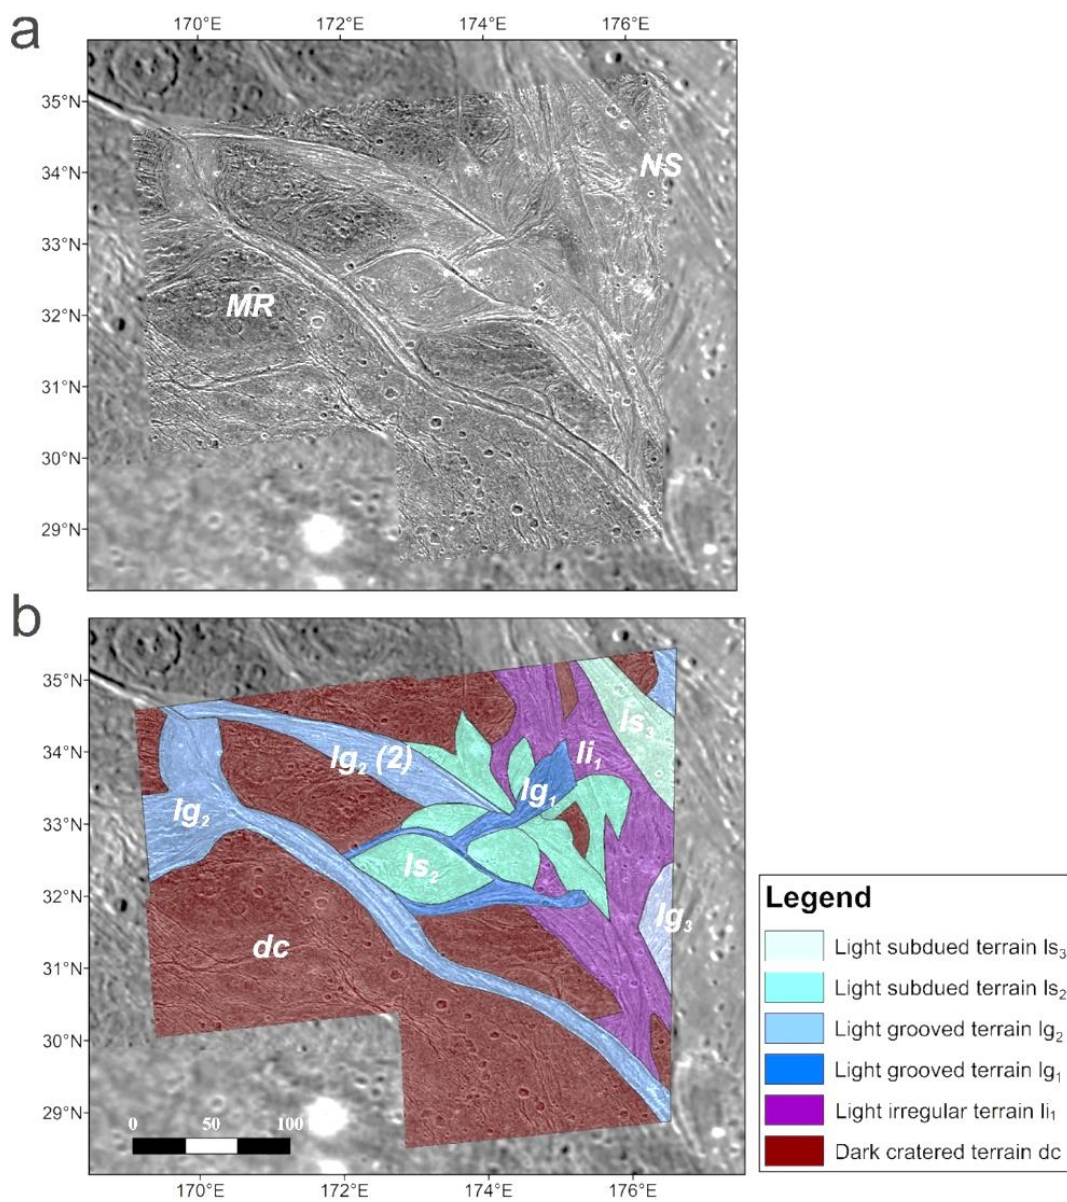 a
170°E 172°E 174°E 176°E
35°N
34°N
33°N
32°N
31°N
30°N
29°N
NS
MR
b
35°N
34°N
33°N
32°N
31°N
30°N
29°N
ls₃
lg₂ (2)
li₁
lg₁
lg₂
ls₂
lg₃
dc
0 50 100
170°E 172°E 174°E 176°E
Legend
Light subdued terrain ls₃
Light subdued terrain ls₂
Light grooved terrain lg₂
Light grooved terrain lg₁
Light irregular terrain li₁
Dark cratered terrain dc